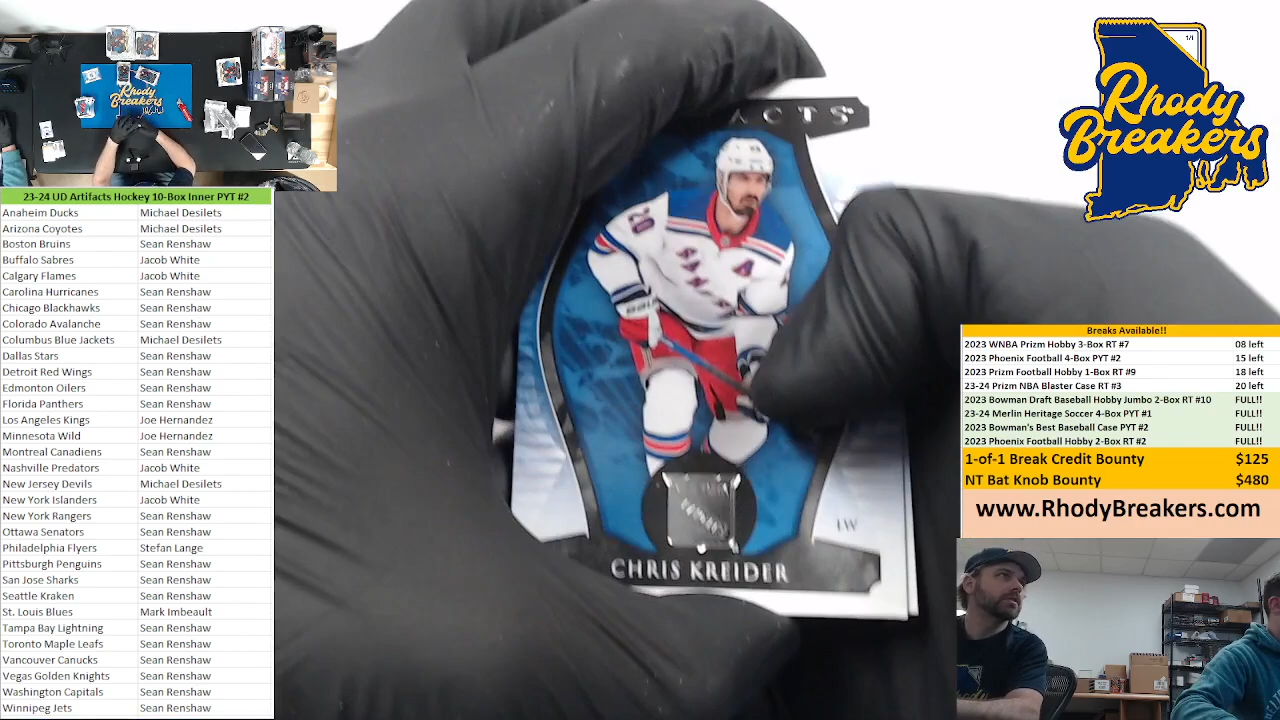 Rhody
Breakers
23-24 UD Artifacts Hockey 10-Box Inner PYT #2
Anaheim Ducks Michael Desilets
Arizona Coyotes Michael Desilets
Boston Bruins Sean Renshaw
Buffalo Sabres Jacob White
Calgary Flames Jacob White
Carolina Hurricanes Sean Renshaw
Chicago Blackhawks Sean Renshaw
Colorado Avalanche Sean Renshaw
Columbus Blue Jackets Michael Desilets
Dallas Stars Sean Renshaw
Detroit Red Wings Sean Renshaw
Edmonton Oilers Sean Renshaw
Florida Panthers Sean Renshaw
Los Angeles Kings Joe Hernandez
Minnesota Wild Joe Hernandez
Montreal Canadiens Sean Renshaw
Nashville Predators Jacob White
New Jersey Devils Michael Desilets
New York Islanders Jacob White
New York Rangers Sean Renshaw
Ottawa Senators Sean Renshaw
Philadelphia Flyers Stefan Lange
Pittsburgh Penguins Sean Renshaw
San Jose Sharks Sean Renshaw
Seattle Kraken Sean Renshaw
St. Louis Blues Mark Imbeault
Tampa Bay Lightning Sean Renshaw
Toronto Maple Leafs Sean Renshaw
Vancouver Canucks Sean Renshaw
Vegas Golden Knights Sean Renshaw
Washington Capitals Sean Renshaw
Winnipeg Jets Sean Renshaw
ACTS
20
A
LW
CHRIS KREIDER
1/1
Rhody
Breakers
Breaks Available!!
2023 WNBA Prizm Hobby 3-Box RT #7 08 left
2023 Phoenix Football 4-Box PYT #2 15 left
2023 Prizm Football Hobby 1-Box RT #9 18 left
23-24 Prizm NBA Blaster Case RT #3 20 left
2023 Bowman Draft Baseball Hobby Jumbo 2-Box RT #10 FULL!!
23-24 Merlin Heritage Soccer 4-Box PYT #1 FULL!!
2023 Bowman's Best Baseball Case PYT #2 FULL!!
2023 Phoenix Football Hobby 2-Box RT #2 FULL!!
1-of-1 Break Credit Bounty $125
NT Bat Knob Bounty $480
www.RhodyBreakers.com